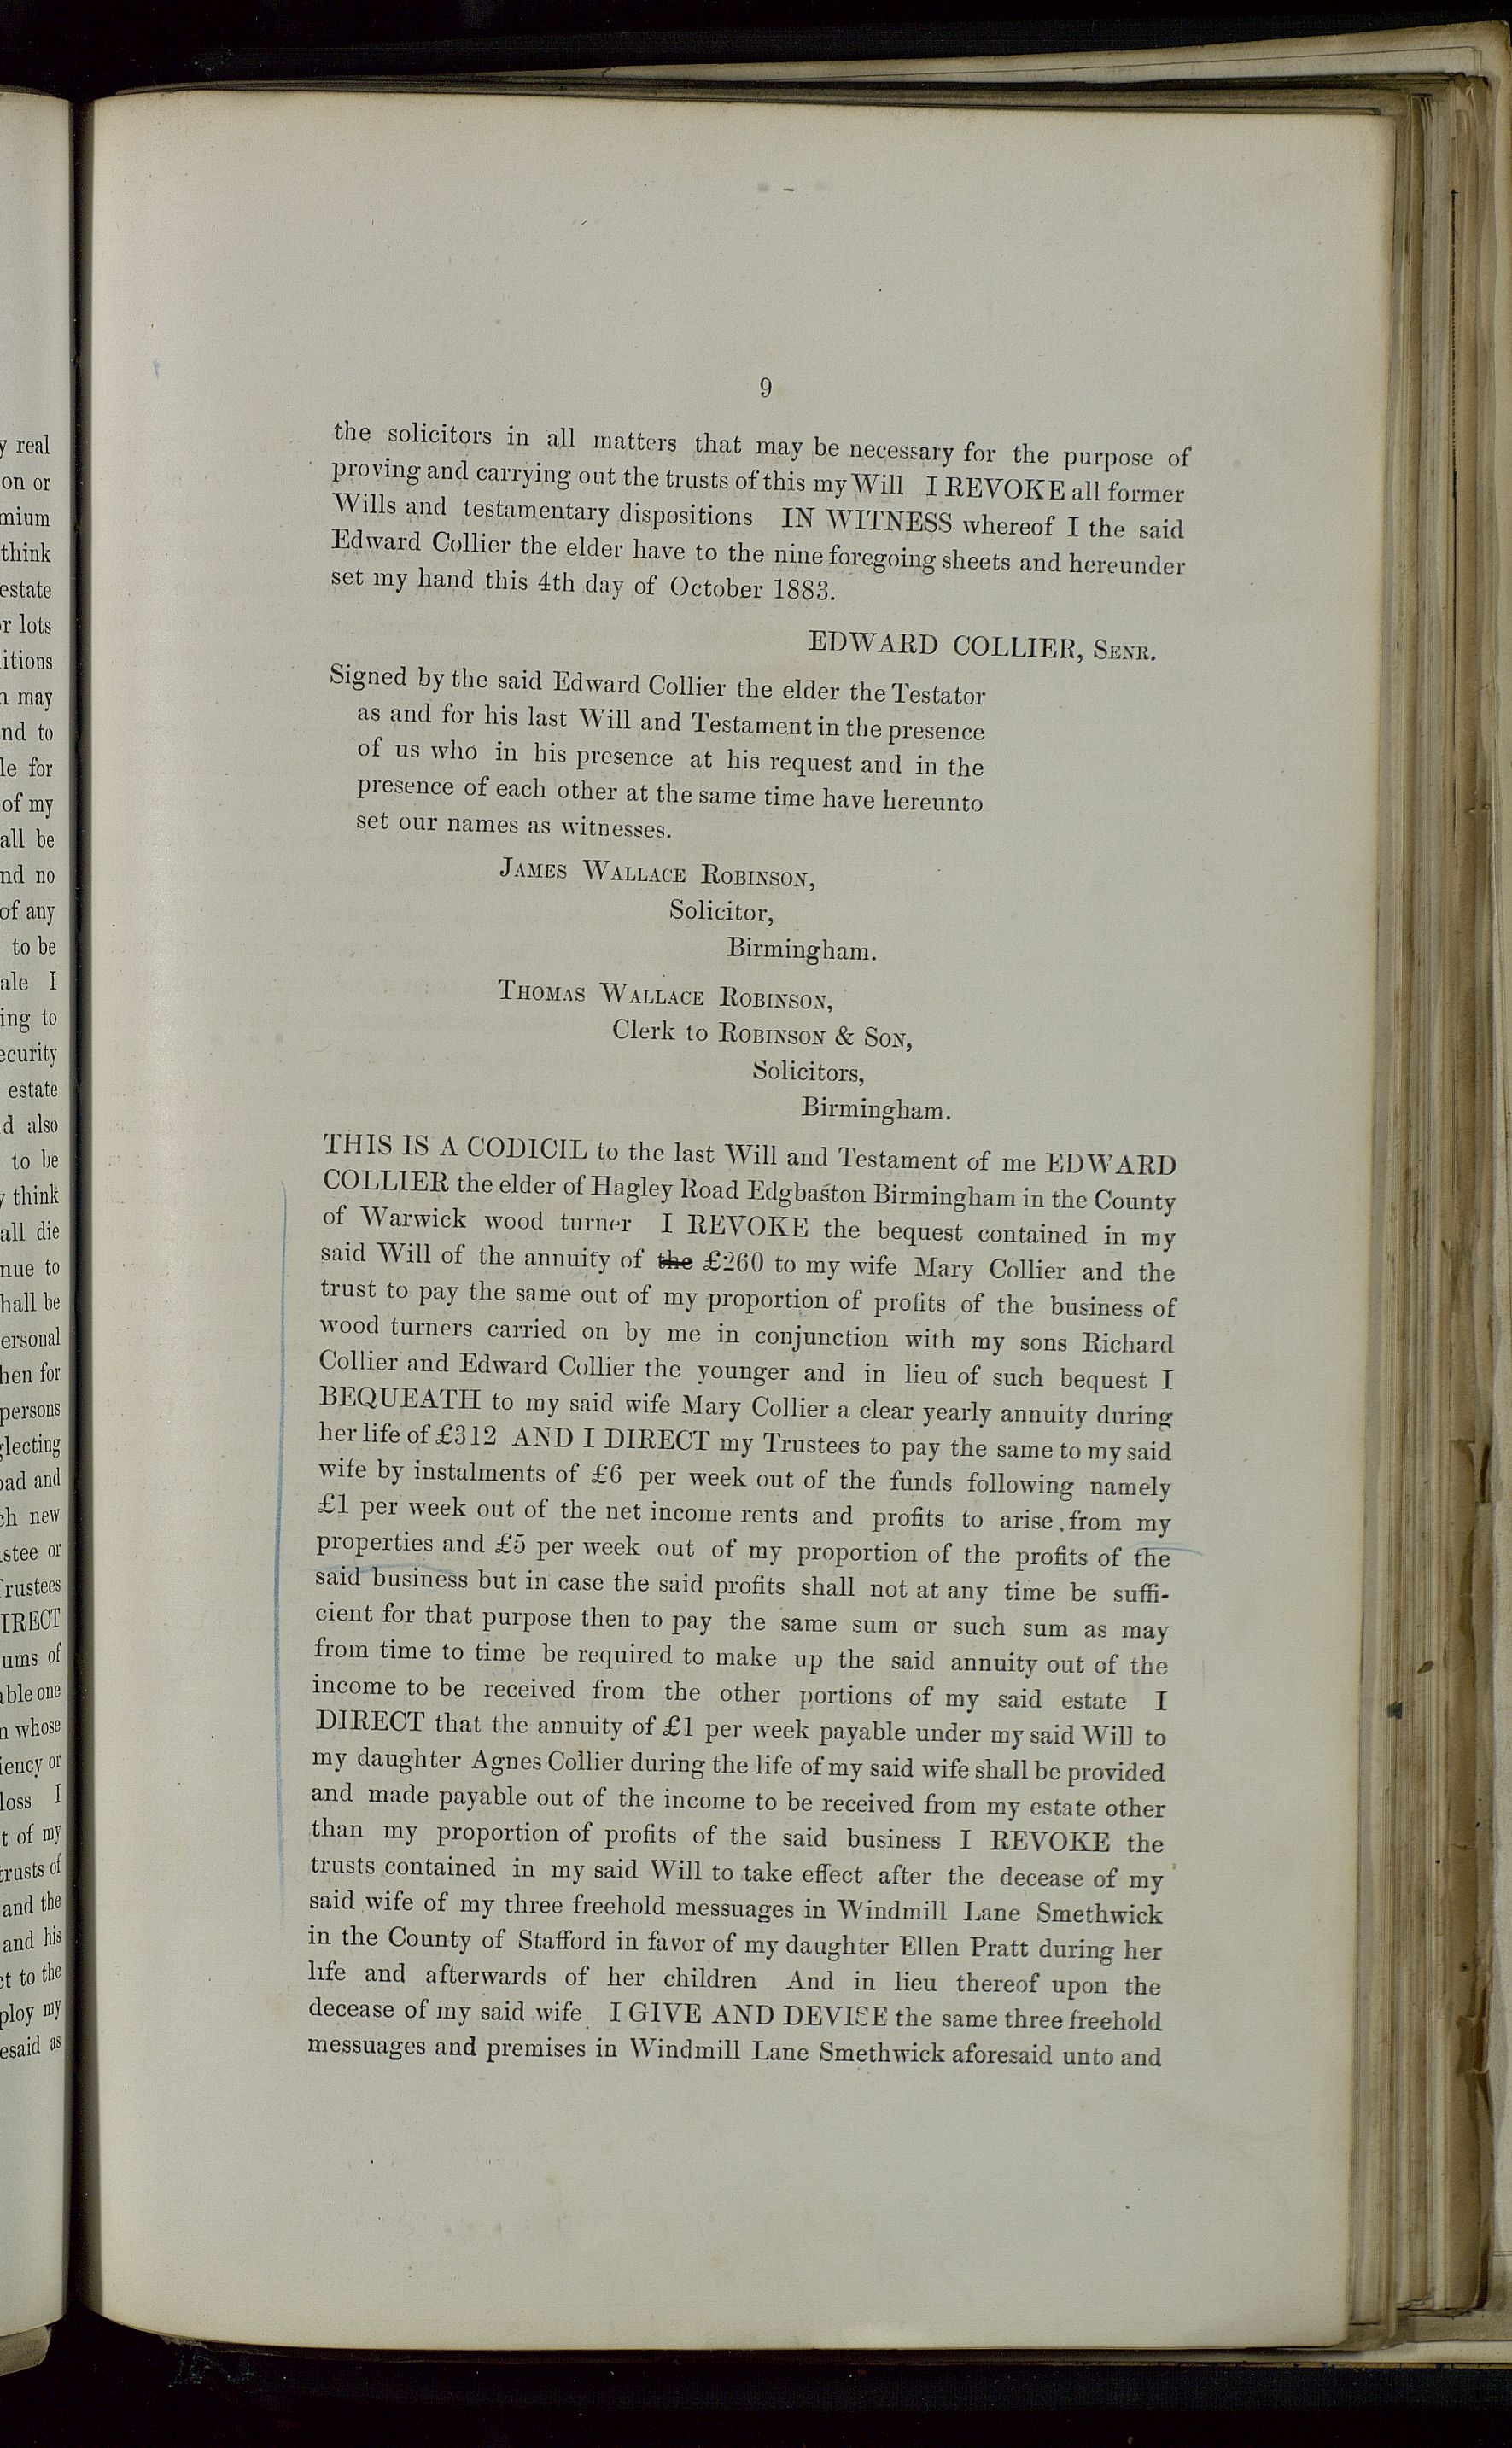 9
the solicitors in all matters that may be necessary for the purpose of
proving and carrying out the trusts of this my Will I REVOKE all former
Wills and testamentary dispositions IN WITNESS whereof I the said
Edward Collier the elder have to the nine foregoing sheets and hereunder
set my hand this 4th day of October 1883.
EDWARD COLLIER, SENR.
Signed by the said Edward Collier the elder the Testator
as and for his last Will and Testament in the presence
of us who in his presence at his request and in the
presence of each other at the same time have hereunto
set our names as witnesses.
JAMES WALLACE ROBINSON,
Solicitor,
Birmingham.
THOMAS WALLACE ROBINSON,
Clerk to ROBINSON & SON,
Solicitors,
Birmingham.
THIS IS A CODICIL to the last Will and Testament of me EDWARD
COLLIER the elder of Hagley Road Edgbaston Birmingham in the County
of Warwick wood turner I REVOKE the bequest contained in my
said Will of the annuity of the £260 to my wife Mary Collier and the
trust to pay the same out of my proportion of profits of the business of
wood turners carried on by me in conjunction with my sons Richard
Collier and Edward Collier the younger and in lieu of such bequest I
BEQUEATH to my said wife Mary Collier a clear yearly annuity during
her life of £312 AND I DIRECT my Trustees to pay the same to my said
wife by instalments of £6 per week out of the funds following namely
£1 per week out of the net income rents and profits to arise from my
properties and £5 per week out of my proportion of the profits of the
said business but in case the said profits shall not at any time be suffi-
cient for that purpose then to pay the same sum or such sum as may
from time to time be required to make up the said annuity out of the
income to be received from the other portions of my said estate I
DIRECT that the annuity of £1 per week payable under my said Will to
my daughter Agnes Collier during the life of my said wife shall be provided
and made payable out of the income to be received from my estate other
than my proportion of profits of the said business I REVOKE the
trusts contained in my said Will to take effect after the decease of my
said wife of my three freehold messuages in Windmill Lane Smethwick
in the County of Stafford in favor of my daughter Ellen Pratt during her
life and afterwards of her children And in lieu thereof upon the
decease of my said wife I GIVE AND DEVISE the same three freehold
messuages and premises in Windmill Lane Smethwick aforesaid unto and